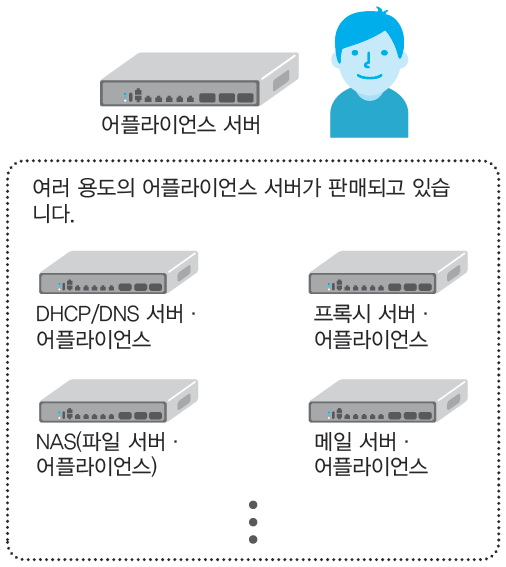 어플라이언스 서버
여러 용도의 어플라이언스 서버가 판매되고 있습
니다.
DHCP/DNS 서버 ·
어플라이언스
프록시 서버 ·
어플라이언스
NAS(파일 서버 ·
어플라이언스)
메일 서버 ·
어플라이언스